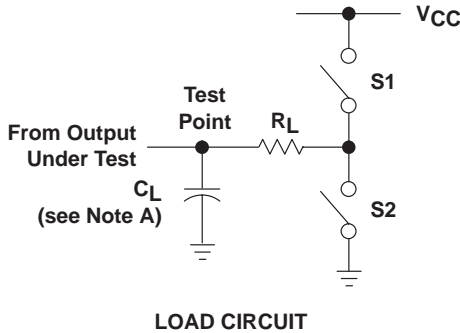 VCC
S1
Test
Point
RL
From Output
Under Test
CL
(see Note A)
S2
LOAD CIRCUIT